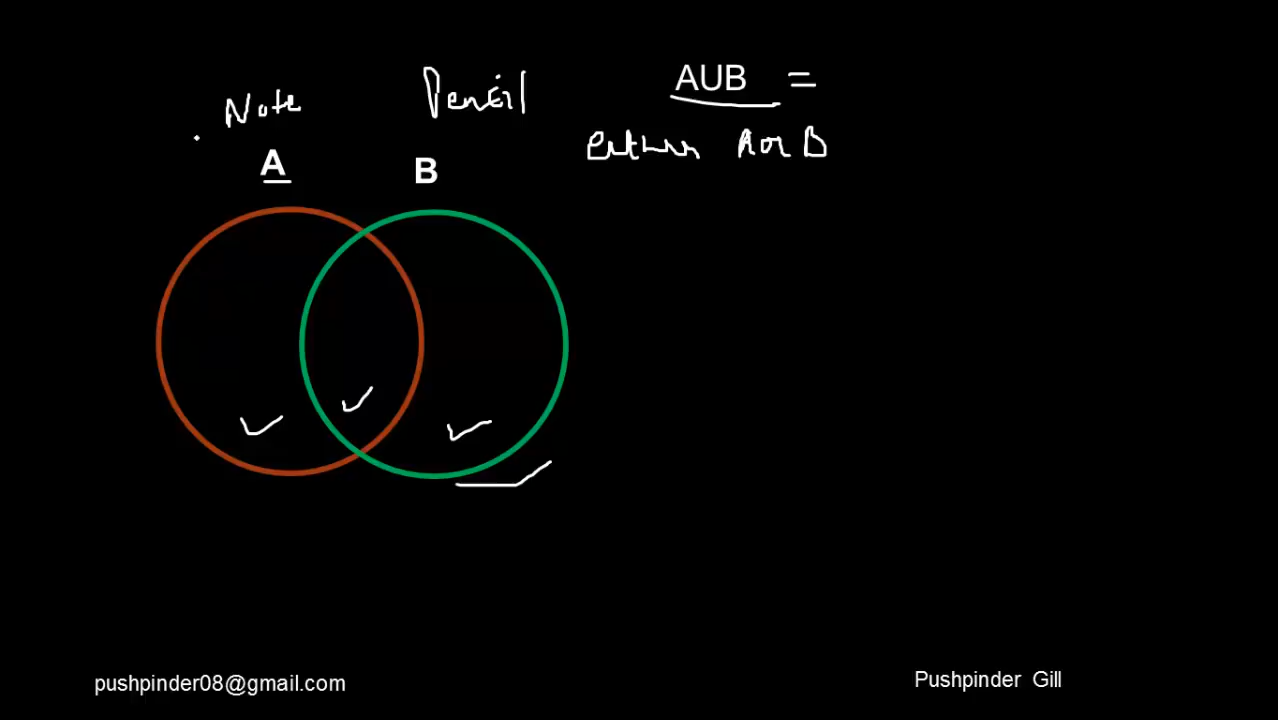 Note Pencil AUB =
either A or B
A B
pushpinder08@gmail.com Pushpinder Gill